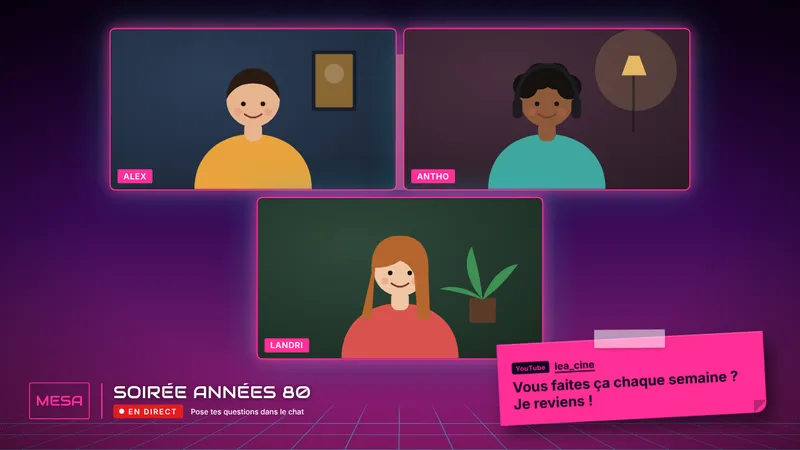 ALEX
ANTHO
LANDRI
YouTube lea_cine
Vous faites ça chaque semaine ?
Je reviens !
MESA
SOIRÉE ANNÉES 80
EN DIRECT Pose tes questions dans le chat